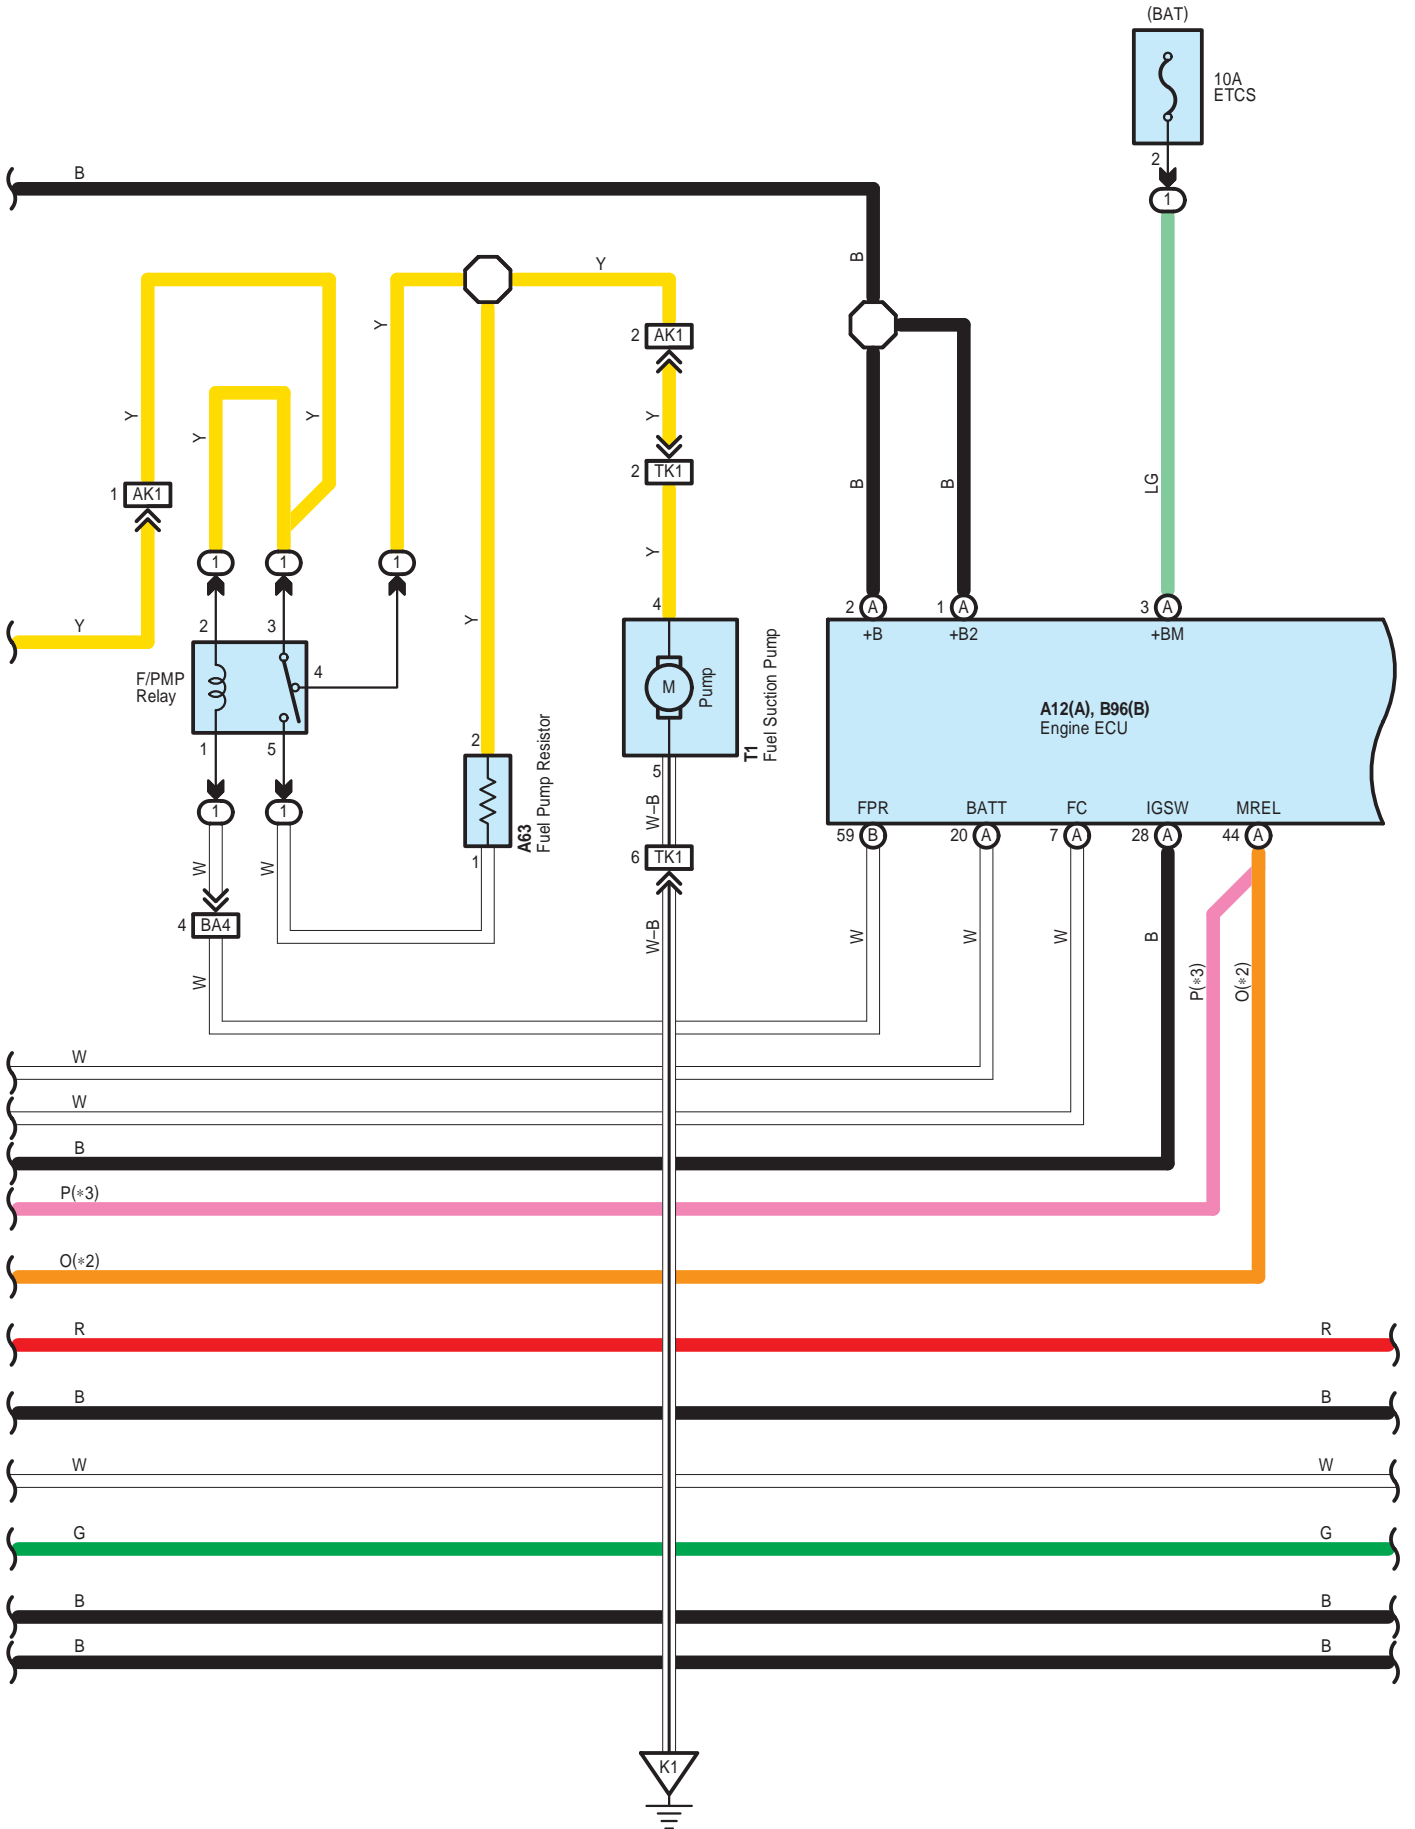 (BAT)
10A
ETCS
2
1
B
B
Y
Y
2 AK1
Y
Y
Y
Y
Y
2 TK1
B
B
LG
1 AK1
Y
1
1
1
Y
4
2 A
1 A
3 A
+B
+B2
+BM
Y
2
3
4
F/PMP
Relay
M
Pump
T1
Fuel Suction Pump
A12(A), B96(B)
Engine ECU
1
5
2
A63
Fuel Pump Resistor
1
5
1
1
W-B
FPR
BATT
FC
IGSW
MREL
59 B
20 A
7 A
28 A
44 A
W
W
6 TK1
4 BA4
W-B
W
W
W
W
B
P(*3)
O(*2)
W
W
B
P(*3)
O(*2)
R
R
B
B
W
W
G
G
B
B
B
B
K1